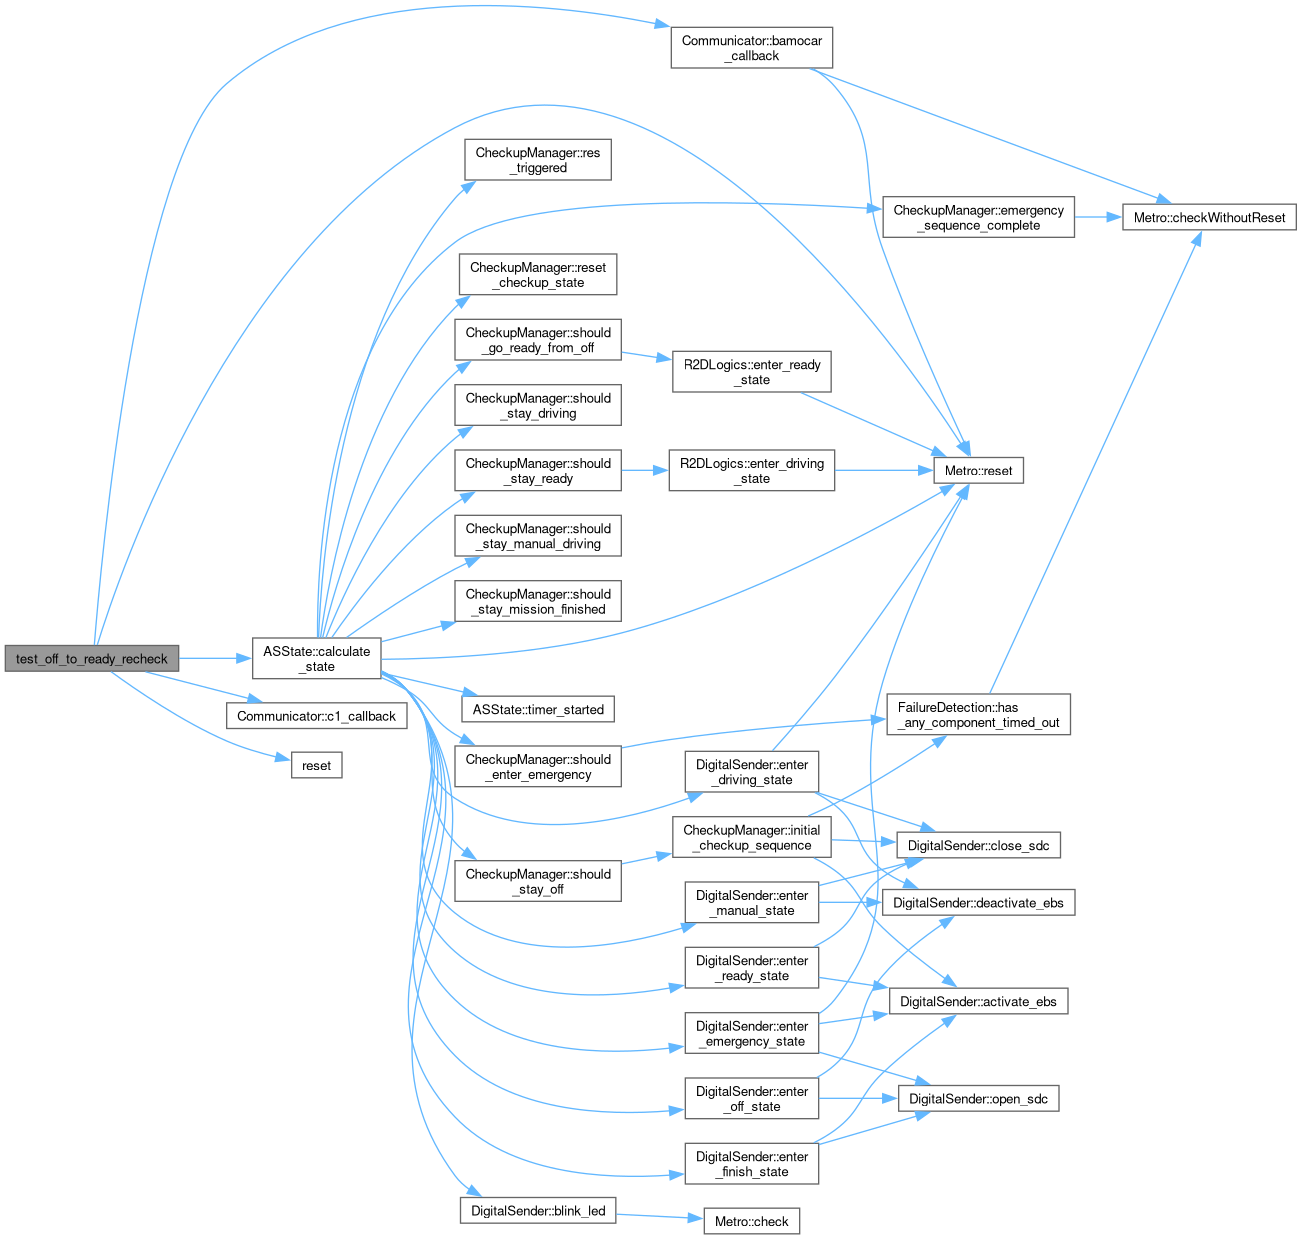 Communicator::bamocar
_callback
CheckupManager::res
_triggered
CheckupManager::emergency
_sequence_complete
Metro::checkWithoutReset
CheckupManager::reset
_checkup_state
CheckupManager::should
_go_ready_from_off
R2DLogics::enter_ready
_state
CheckupManager::should
_stay_driving
CheckupManager::should
_stay_ready
R2DLogics::enter_driving
_state
Metro::reset
CheckupManager::should
_stay_manual_driving
CheckupManager::should
_stay_mission_finished
test_off_to_ready_recheck
ASState::calculate
_state
Communicator::c1_callback
ASState::timer_started
FailureDetection::has
_any_component_timed_out
reset
CheckupManager::should
_enter_emergency
DigitalSender::enter
_driving_state
CheckupManager::initial
_checkup_sequence
DigitalSender::close_sdc
CheckupManager::should
_stay_off
DigitalSender::enter
_manual_state
DigitalSender::deactivate_ebs
DigitalSender::enter
_ready_state
DigitalSender::activate_ebs
DigitalSender::enter
_emergency_state
DigitalSender::enter
_off_state
DigitalSender::open_sdc
DigitalSender::enter
_finish_state
DigitalSender::blink_led
Metro::check